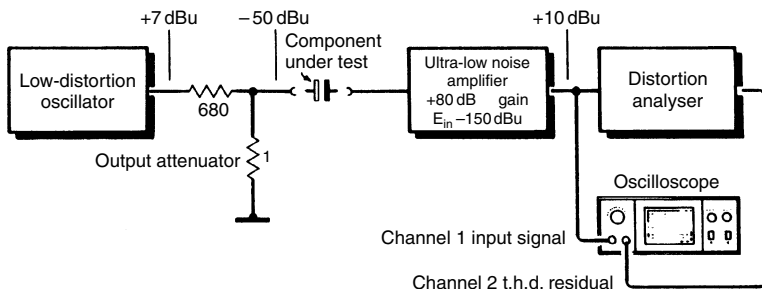 +7 dBu
−50 dBu
+10 dBu
Component
under test
Low-distortion
oscillator
680
Ultra-low noise
amplifier
+80 dB gain
Ein −150 dBu
Distortion
analyser
Output attenuator
1
Oscilloscope
Channel 1 input signal
Channel 2 t.h.d. residual